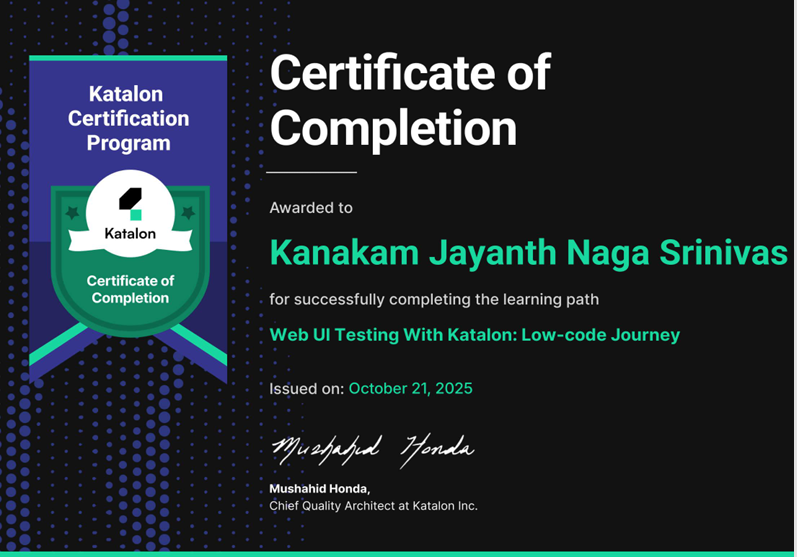 Katalon
Certification
Program
Katalon
Certificate of
Completion
Certificate of
Completion
Awarded to
Kanakam Jayanth Naga Srinivas
for successfully completing the learning path
Web UI Testing With Katalon: Low-code Journey
Issued on: October 21, 2025
Mushahid Honda
Mushahid Honda,
Chief Quality Architect at Katalon Inc.